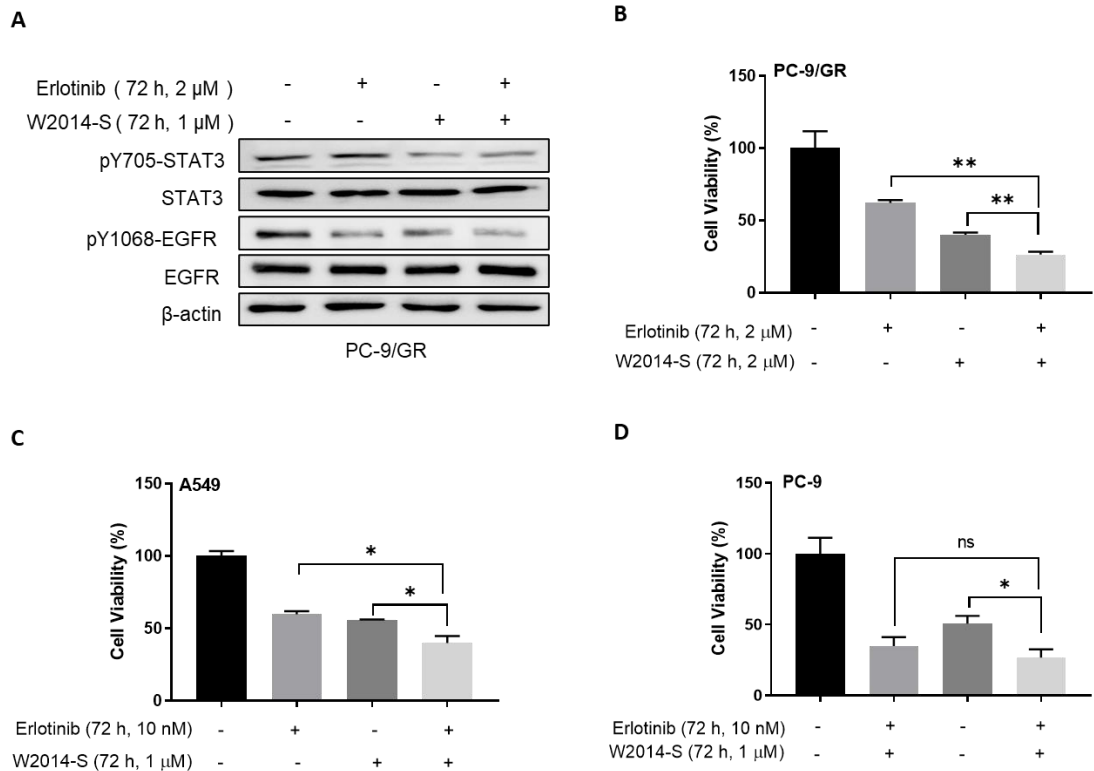 A
Erlotinib ( 72 h, 2 µM ) - + - +
W2014-S ( 72 h, 1 µM ) - - + +
pY705-STAT3
STAT3
pY1068-EGFR
EGFR
β-actin
PC-9/GR
B
PC-9/GR
Cell Viability (%)
150
100
50
0
**
**
Erlotinib (72 h, 2 µM) - + - +
W2014-S (72 h, 2 µM) - - + +
C
A549
Cell Viability (%)
150
100
50
0
*
*
Erlotinib (72 h, 10 nM) - + - +
W2014-S (72 h, 1 µM) - - + +
D
PC-9
Cell Viability (%)
150
100
50
0
ns
*
Erlotinib (72 h, 10 nM) - + - +
W2014-S (72 h, 1 µM) - + - +